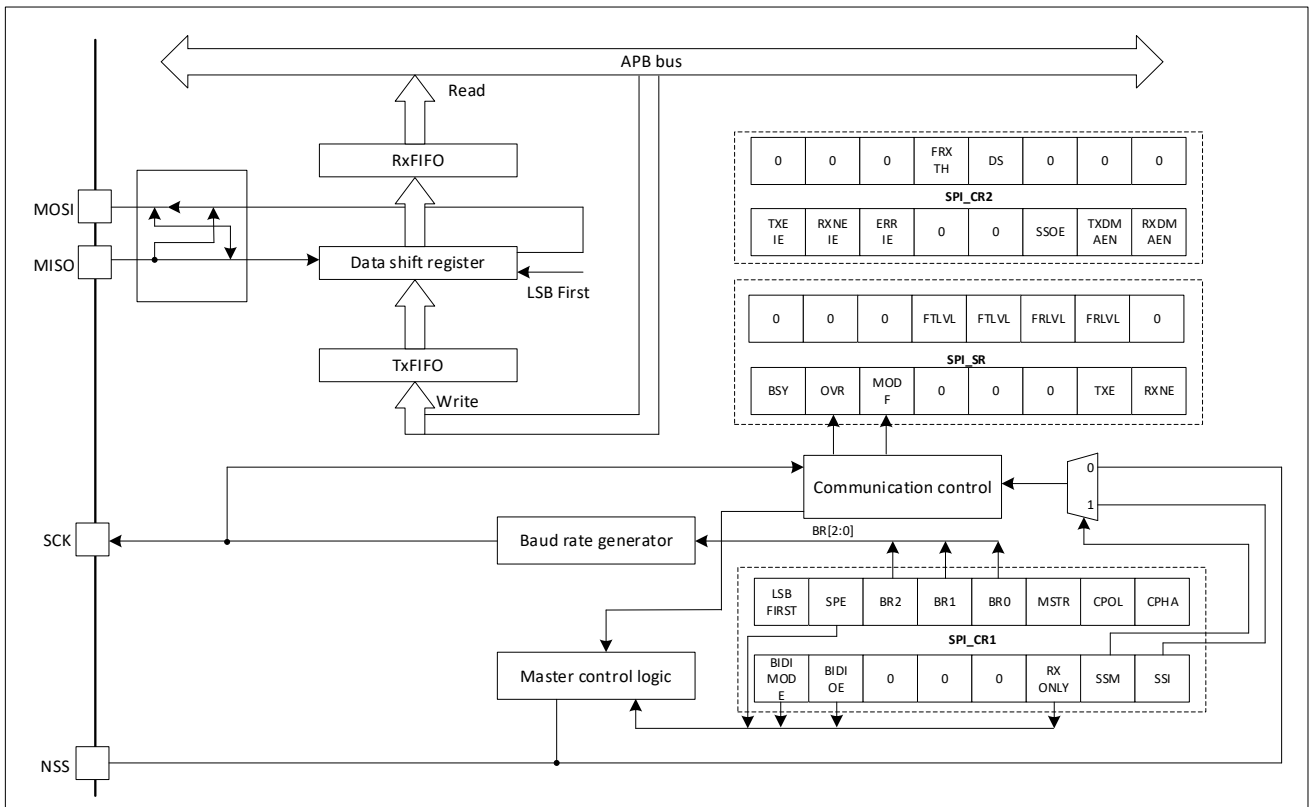 APB bus
Read
RxFIFO
0 0 0 FRX TH DS 0 0 0
SPI_CR2
TXE IE RXNE IE ERR IE 0 0 SSOE TXDM AEN RXDM AEN
MOSI
MISO
Data shift register
LSB First
0 0 0 FTLVL FTLVL FRLVL FRLVL 0
SPI_SR
BSY OVR MOD F 0 0 0 TXE RXNE
TxFIFO
Write
Communication control
0
1
SCK
Baud rate generator
BR[2:0]
LSB FIRST SPE BR2 BR1 BR0 MSTR CPOL CPHA
SPI_CR1
BIDI MOD E BIDI OE 0 0 0 RX ONLY SSM SSI
Master control logic
NSS